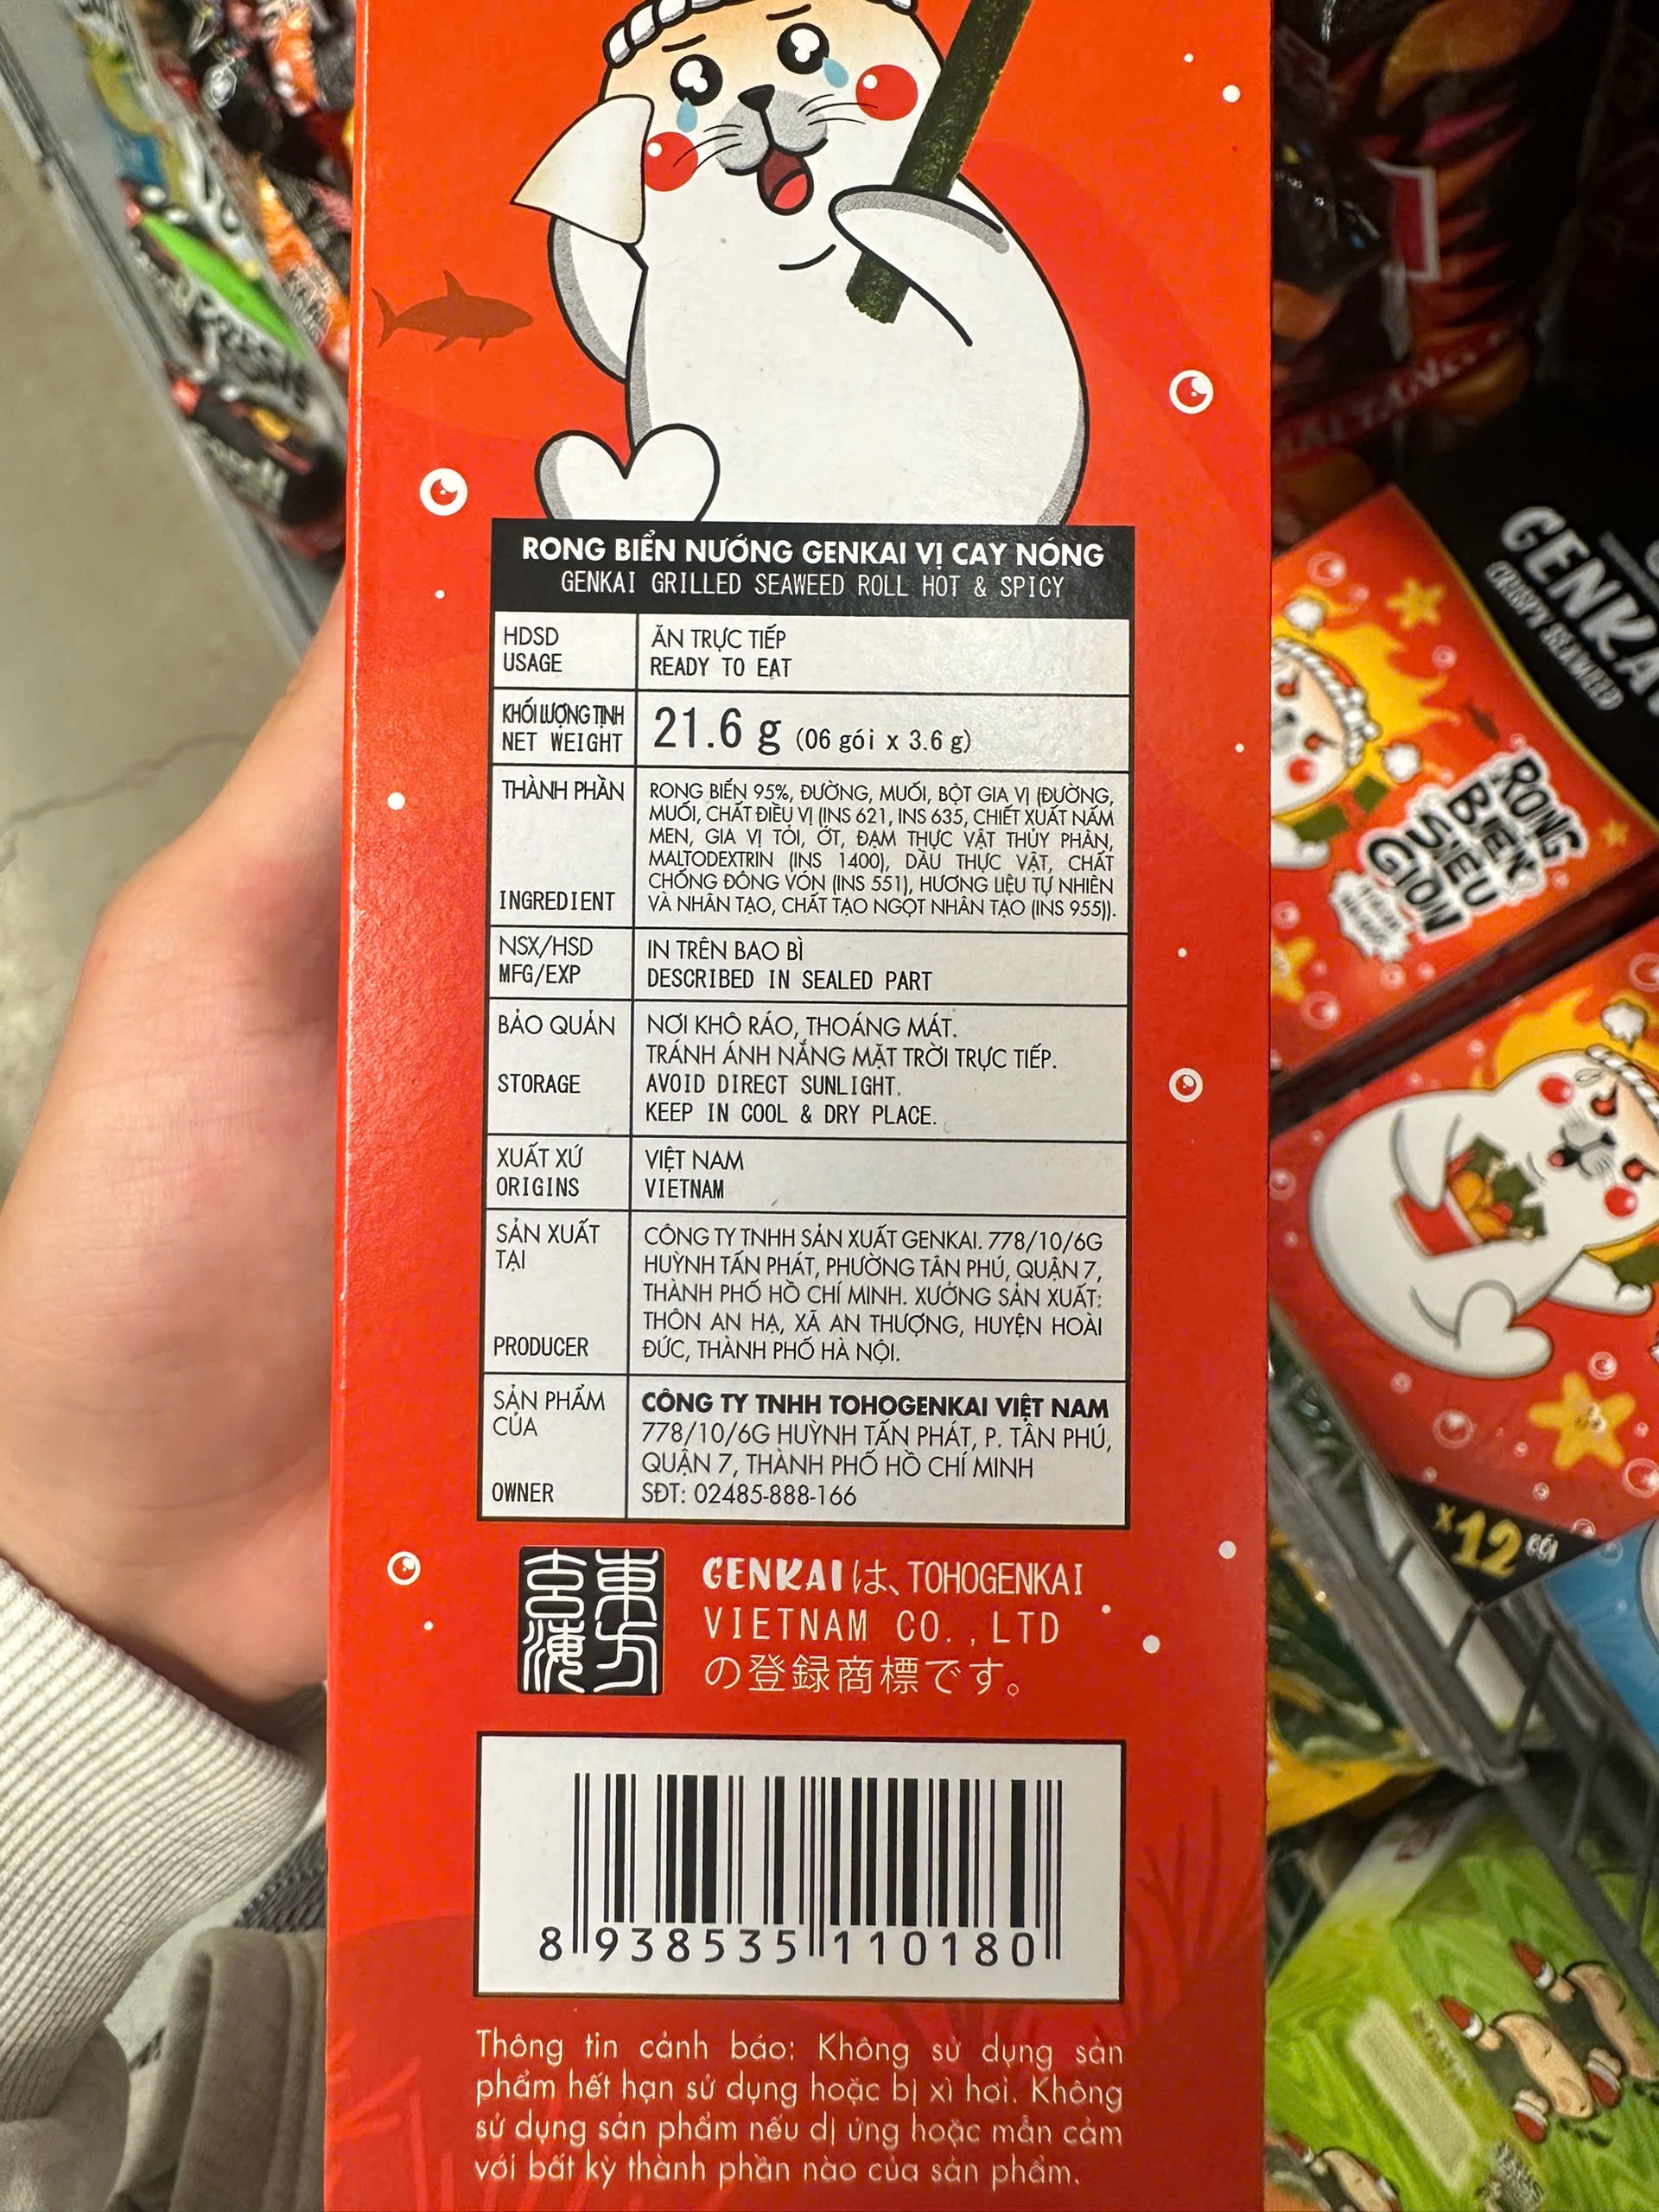 RONG BIỂN NƯỚNG GENKAI VỊ CAY NÓNG
GENKAI GRILLED SEAWEED ROLL HOT & SPICY
HDSD
USAGE
ĂN TRỰC TIẾP
READY TO EAT
KHỐI LƯỢNG TỊNH
NET WEIGHT
21.6 g (06 gói x 3.6 g)
THÀNH PHẦN
INGREDIENT
RONG BIỂN 95%, ĐƯỜNG, MUỐI, BỘT GIA VỊ (ĐƯỜNG,
MUỐI, CHẤT ĐIỀU VỊ (INS 621, INS 635, CHIẾT XUẤT NẤM
MEN, GIA VỊ TỎI, ỚT, ĐẠM THỰC VẬT THỦY PHÂN,
MALTODEXTRIN (INS 1400), DẦU THỰC VẬT, CHẤT
CHỐNG ĐÔNG VÓN (INS 551), HƯƠNG LIỆU TỰ NHIÊN
VÀ NHÂN TẠO, CHẤT TẠO NGỌT NHÂN TẠO (INS 955)).
NSX/HSD
MFG/EXP
IN TRÊN BAO BÌ
DESCRIBED IN SEALED PART
BẢO QUẢN
STORAGE
NƠI KHÔ RÁO, THOÁNG MÁT.
TRÁNH ÁNH NẮNG MẶT TRỜI TRỰC TIẾP.
AVOID DIRECT SUNLIGHT.
KEEP IN COOL & DRY PLACE.
XUẤT XỨ
ORIGINS
VIỆT NAM
VIETNAM
SẢN XUẤT
TẠI
PRODUCER
CÔNG TY TNHH SẢN XUẤT GENKAI. 778/10/6G
HUỲNH TẤN PHÁT, PHƯỜNG TÂN PHÚ, QUẬN 7,
THÀNH PHỐ HỒ CHÍ MINH. XƯỞNG SẢN XUẤT:
THÔN AN HẠ, XÃ AN THƯỢNG, HUYỆN HOÀI
ĐỨC, THÀNH PHỐ HÀ NỘI.
SẢN PHẨM
CỦA
OWNER
CÔNG TY TNHH TOHOGENKAI VIỆT NAM
778/10/6G HUỲNH TẤN PHÁT, P. TÂN PHÚ,
QUẬN 7, THÀNH PHỐ HỒ CHÍ MINH
SĐT: 02485-888-166
GENKAIは、TOHOGENKAI
VIETNAM CO.,LTD
の登録商標です。
8 938535 110180
Thông tin cảnh báo: Không sử dụng sản
phẩm hết hạn sử dụng hoặc bị xì hơi. Không
sử dụng sản phẩm nếu dị ứng hoặc mẫn cảm
với bất kỳ thành phần nào của sản phẩm.
GENKAI
CRISPY SEAWEED
RONG
BIỂN
SIÊU
GIÒN
x12 GÓI